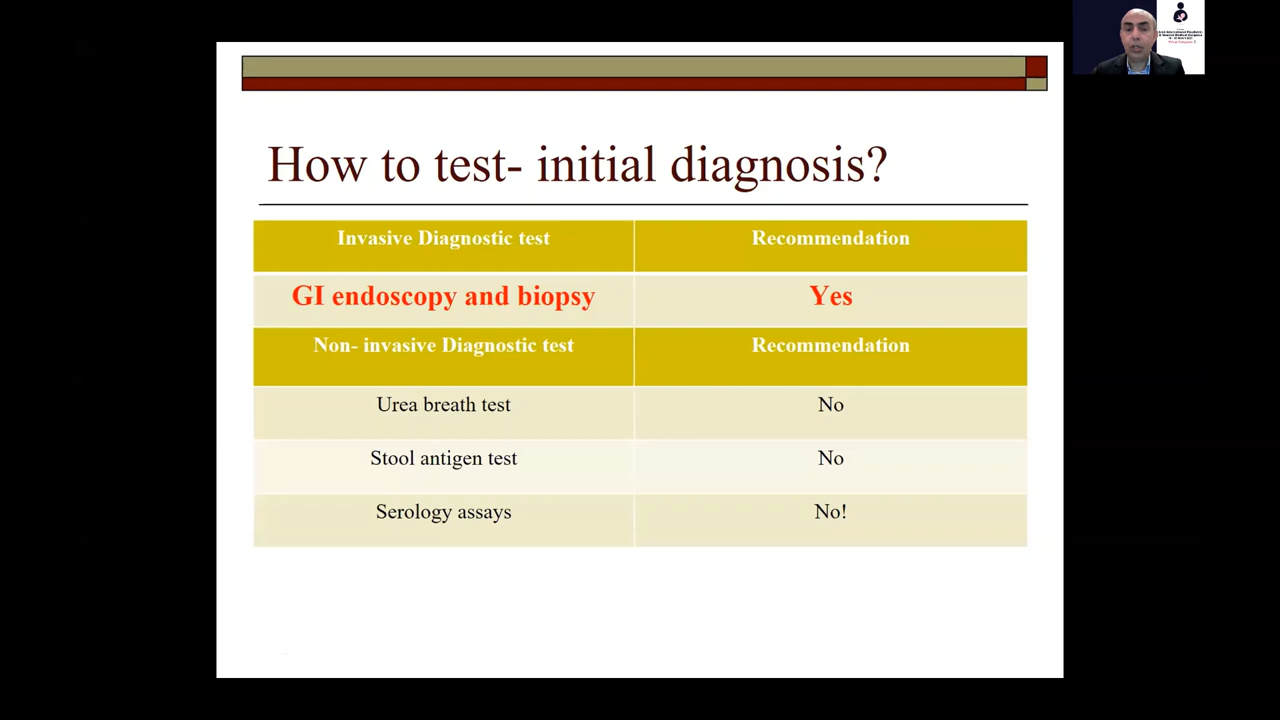 How to test- initial diagnosis?
Invasive Diagnostic test
Recommendation
GI endoscopy and biopsy
Yes
Non- invasive Diagnostic test
Recommendation
Urea breath test
No
Stool antigen test
No
Serology assays
No!